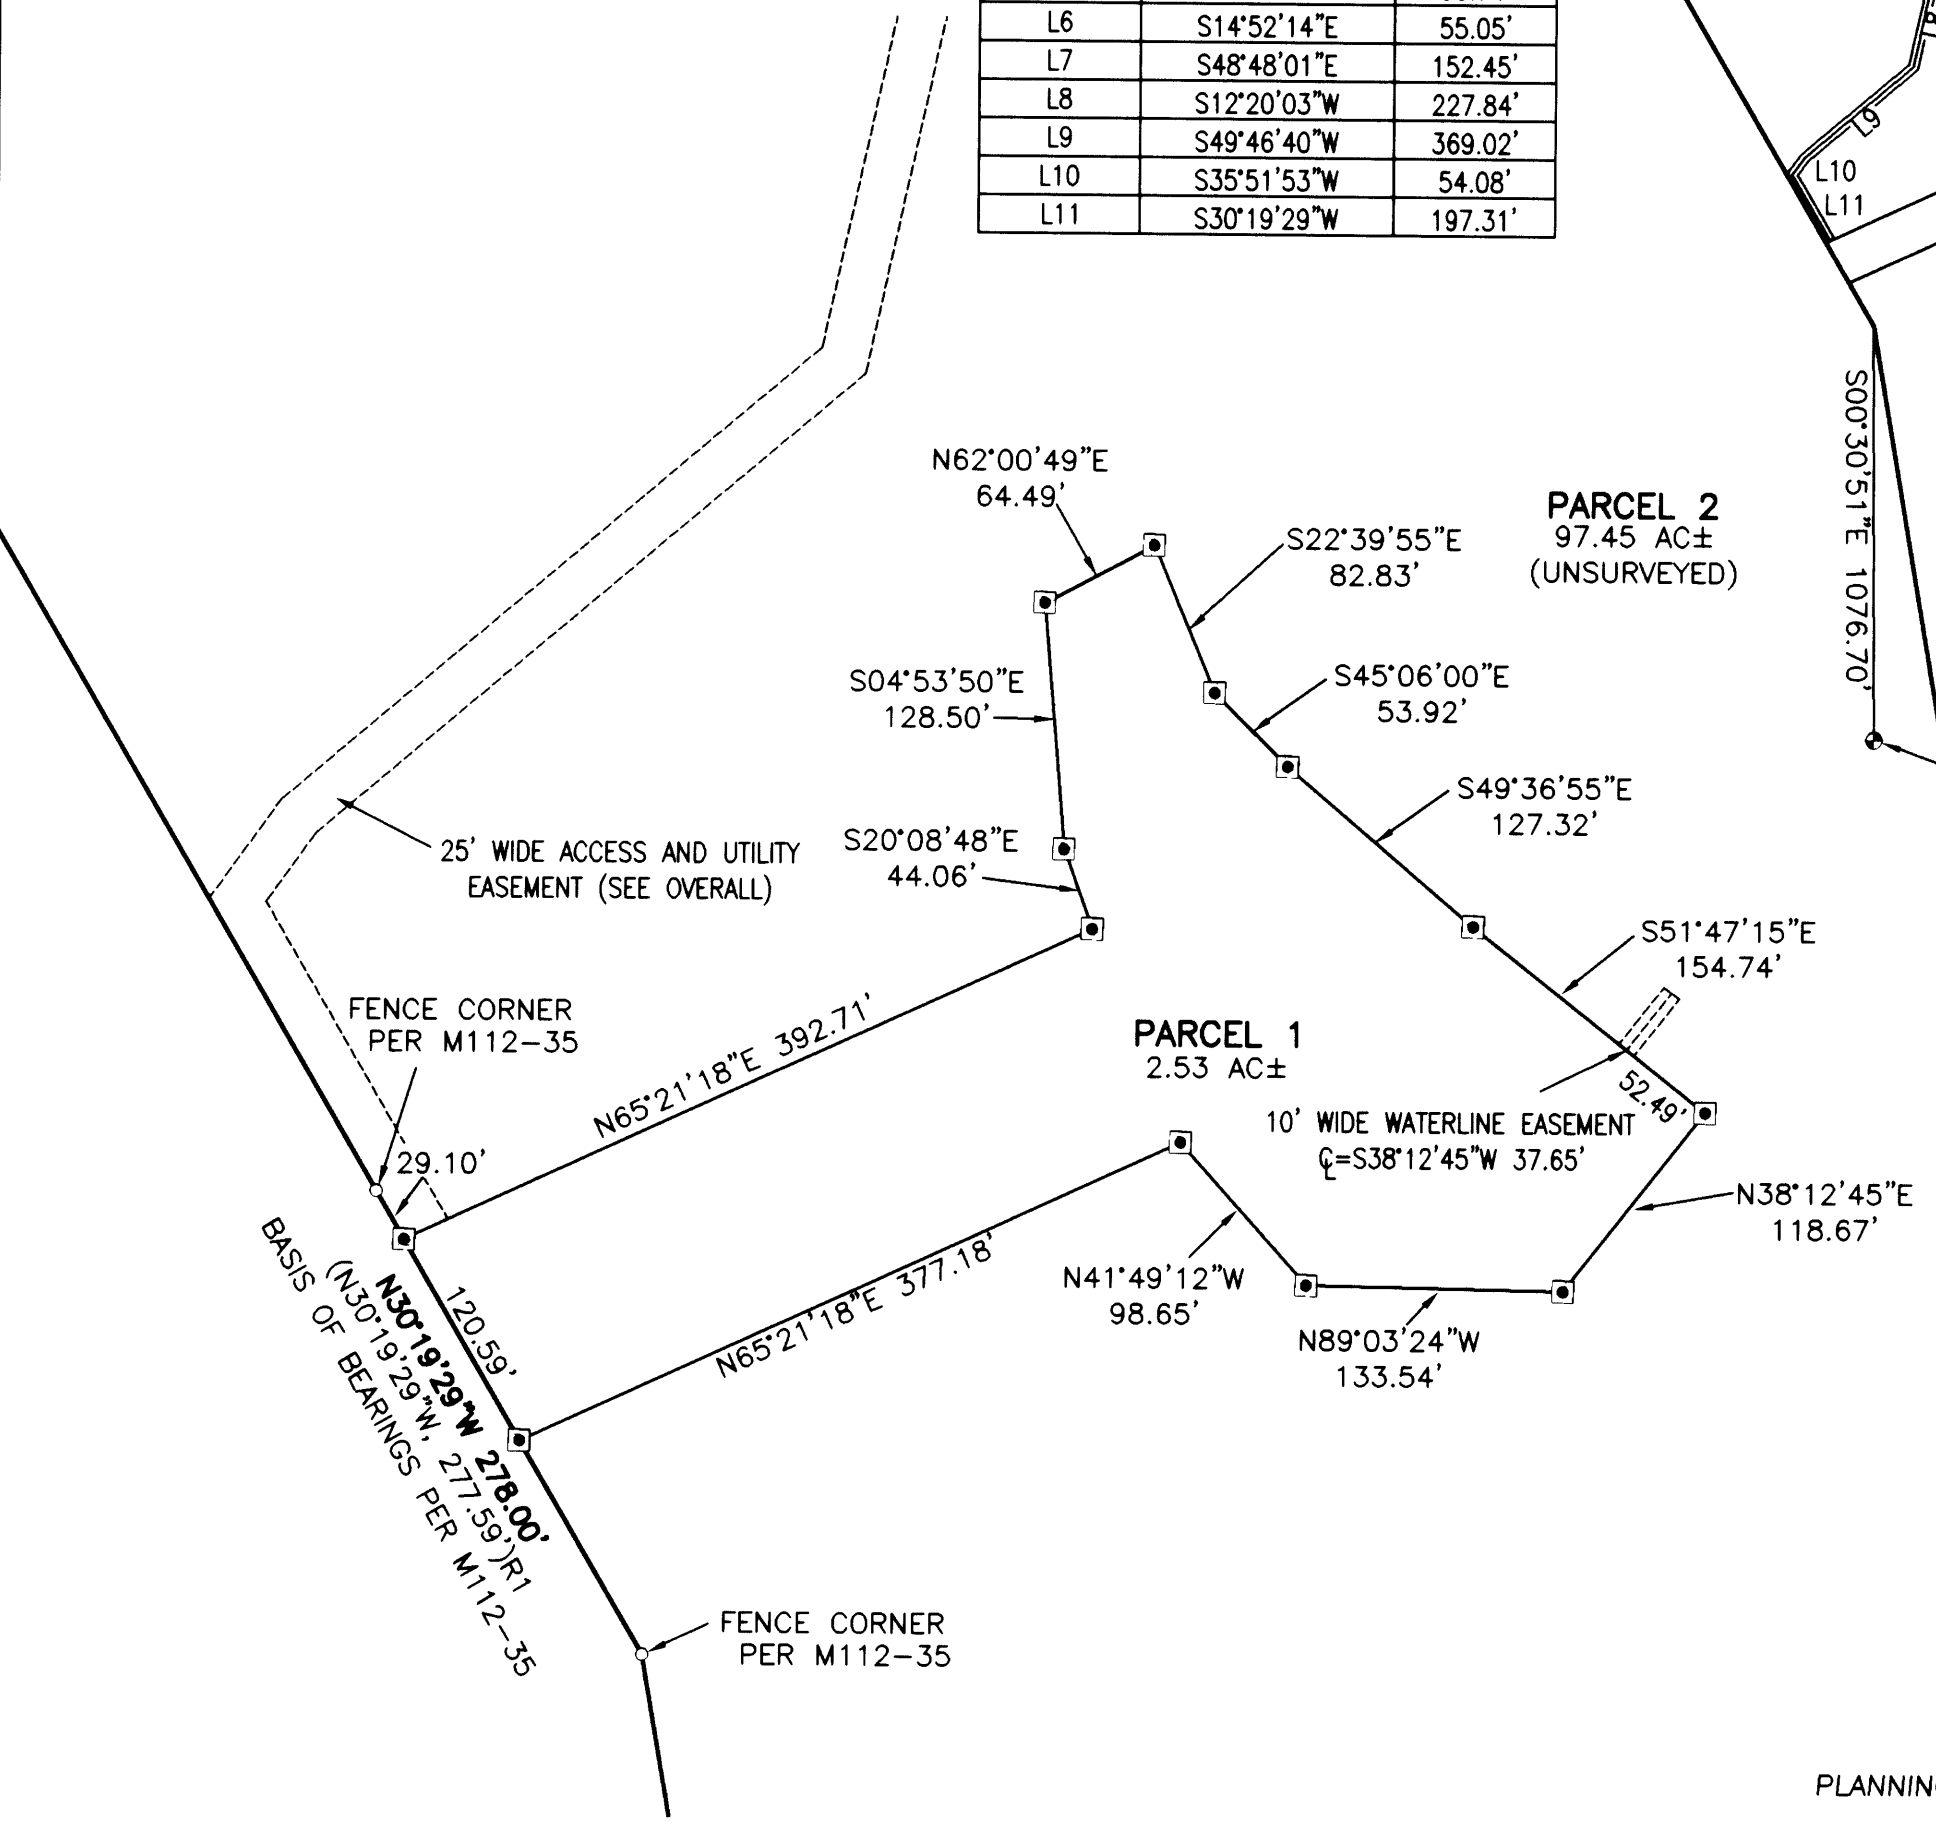 L6 S14°52'14"E 55.05'
L7 S48°48'01"E 152.45'
L8 S12°20'03"W 227.84'
L9 S49°46'40"W 369.02'
L10 S35°51'53"W 54.08'
L11 S30°19'29"W 197.31'
L9
L10
L11
S00°30'51"E 1076.70'
N62°00'49"E
64.49'
PARCEL 2
97.45 AC±
(UNSURVEYED)
S22°39'55"E
82.83'
S04°53'50"E
128.50'
S45°06'00"E
53.92'
S49°36'55"E
127.32'
25' WIDE ACCESS AND UTILITY
EASEMENT (SEE OVERALL)
S20°08'48"E
44.06'
S51°47'15"E
154.74'
FENCE CORNER
PER M112-35
N65°21'18"E 392.71'
PARCEL 1
2.53 AC±
52.49'
10' WIDE WATERLINE EASEMENT
℄=S38°12'45"W 37.65'
29.10'
N38°12'45"E
118.67'
N65°21'18"E 377.18'
N41°49'12"W
98.65'
N89°03'24"W
133.54'
120.59'
N30°19'29"W 278.00'
(N30°19'29"W, 277.59')R1
BASIS OF BEARINGS PER M112-35
FENCE CORNER
PER M112-35